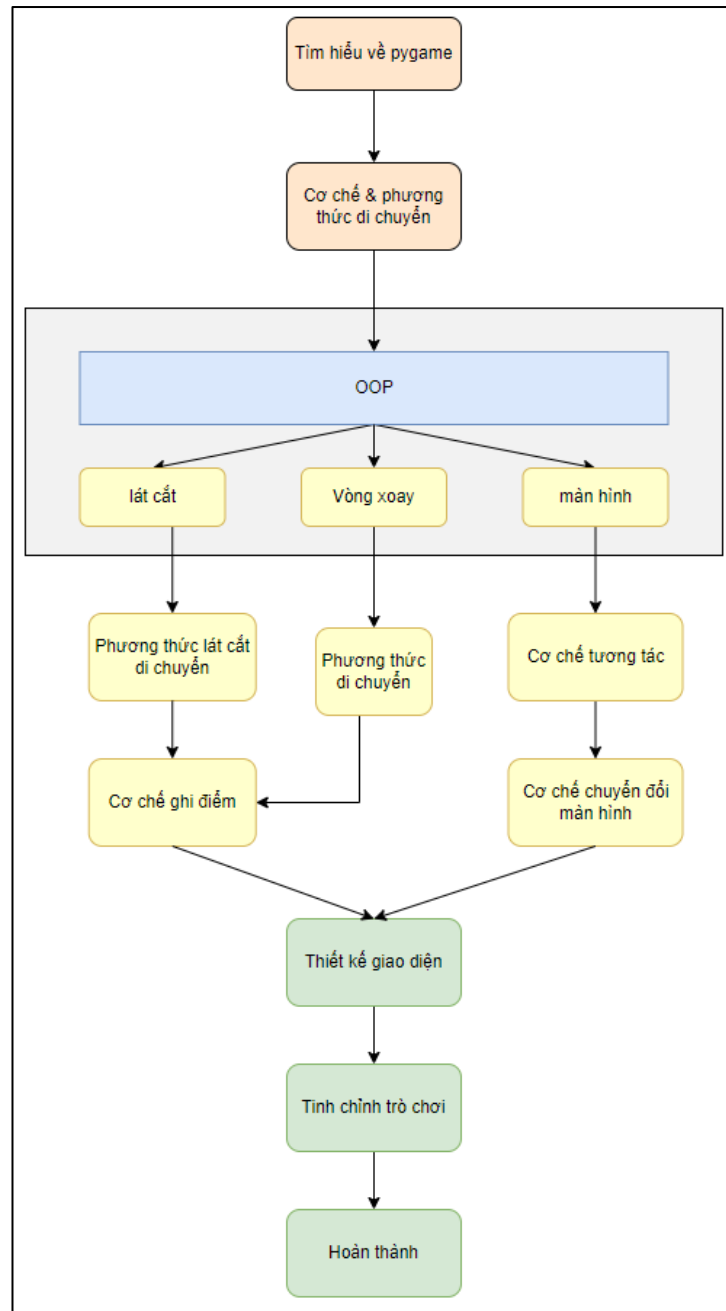 Tìm hiểu về pygame
Cơ chế & phương
thức di chuyển
OOP
lát cắt
Vòng xoay
màn hình
Phương thức lát cắt
di chuyển
Phương thức
di chuyển
Cơ chế tương tác
Cơ chế ghi điểm
Cơ chế chuyển đổi
màn hình
Thiết kế giao diện
Tinh chỉnh trò chơi
Hoàn thành